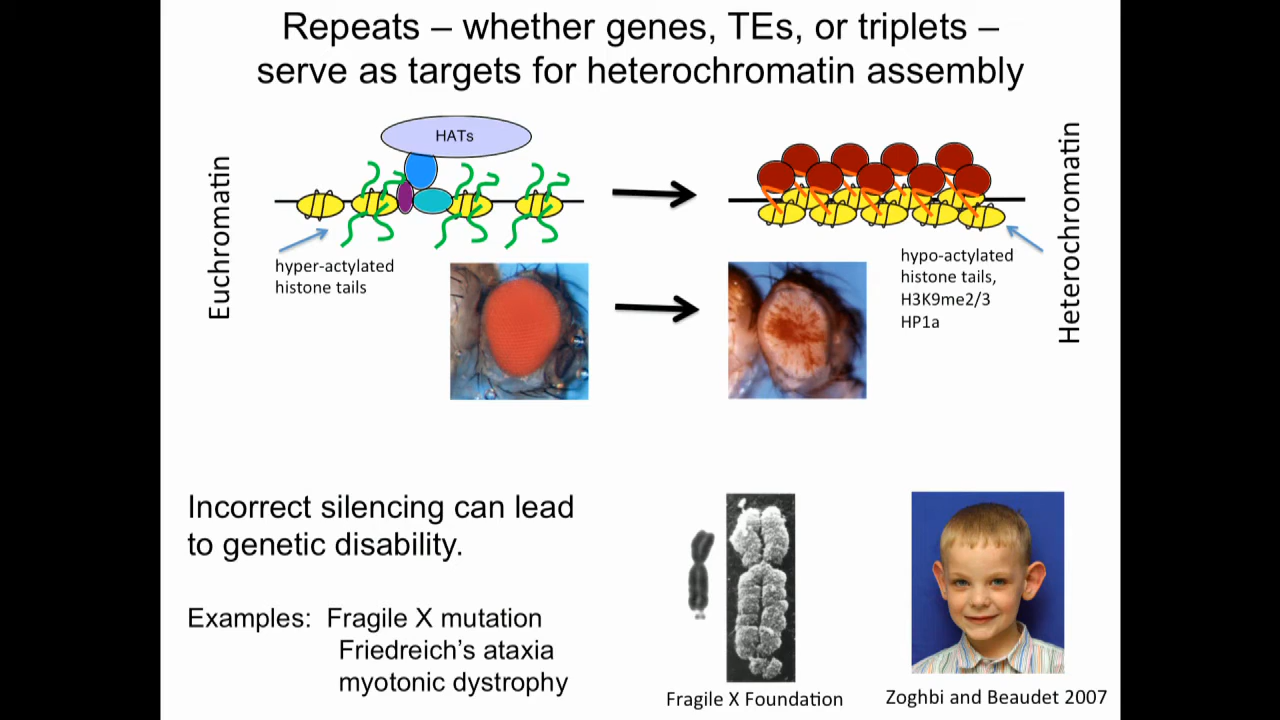 Repeats – whether genes, TEs, or triplets –
serve as targets for heterochromatin assembly
HATs
Euchromatin
Heterochromatin
hyper-actylated
histone tails
hypo-actylated
histone tails,
H3K9me2/3
HP1a
Incorrect silencing can lead
to genetic disability.
Examples: Fragile X mutation
Friedreich's ataxia
myotonic dystrophy
Fragile X Foundation
Zoghbi and Beaudet 2007